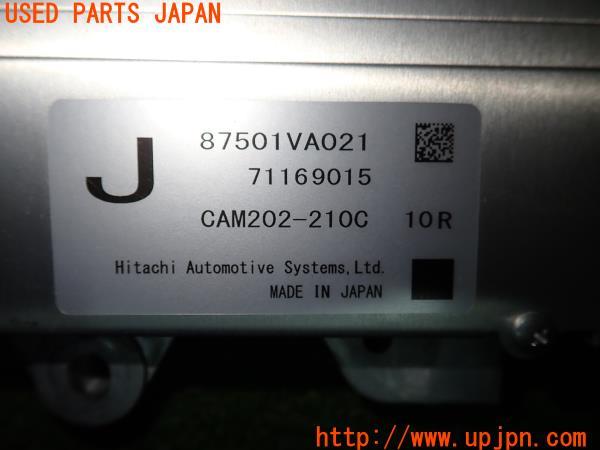 USED PARTS JAPAN
J
87501VA021
71169015
CAM202-210C 10R
Hitachi Automotive Systems,Ltd.
MADE IN JAPAN
http://www.upjpn.com